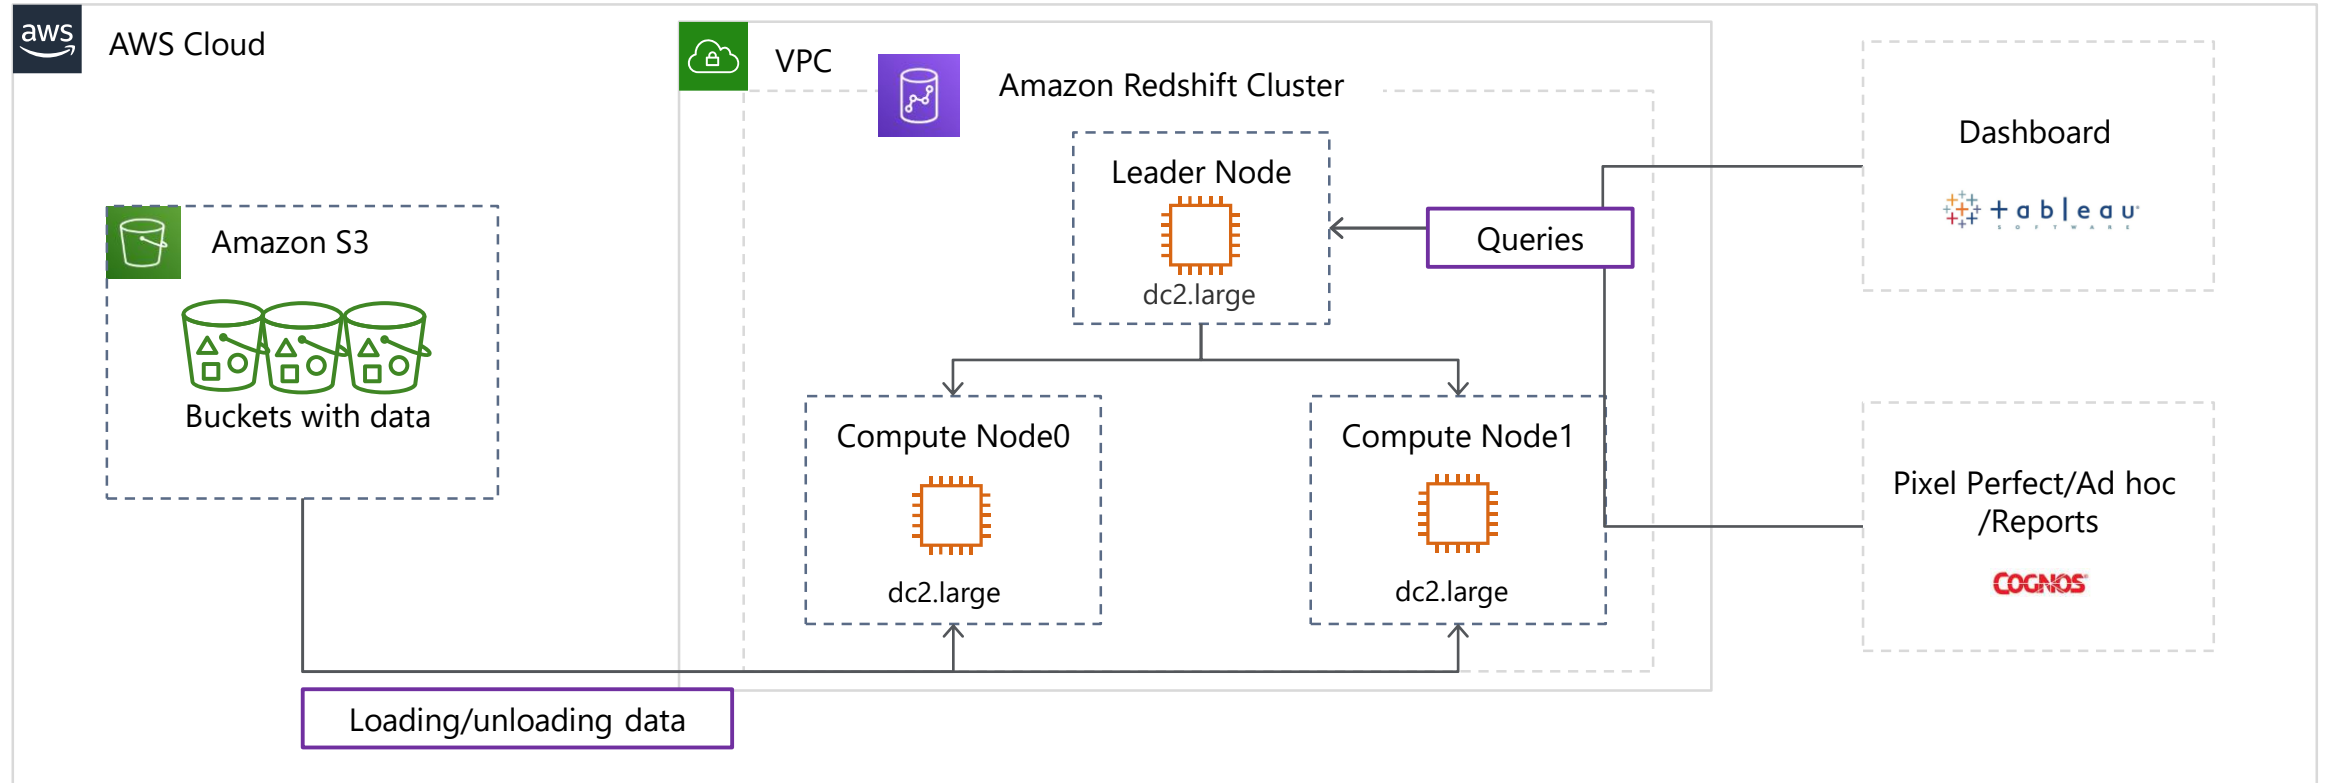 aws
AWS Cloud
VPC
Amazon Redshift Cluster
Leader Node
dc2.large
Queries
Dashboard
+ a b l e a u
S O F T W A R E
Amazon S3
Buckets with data
Compute Node0
dc2.large
Compute Node1
dc2.large
Pixel Perfect/Ad hoc
/Reports
COGNOS
Loading/unloading data